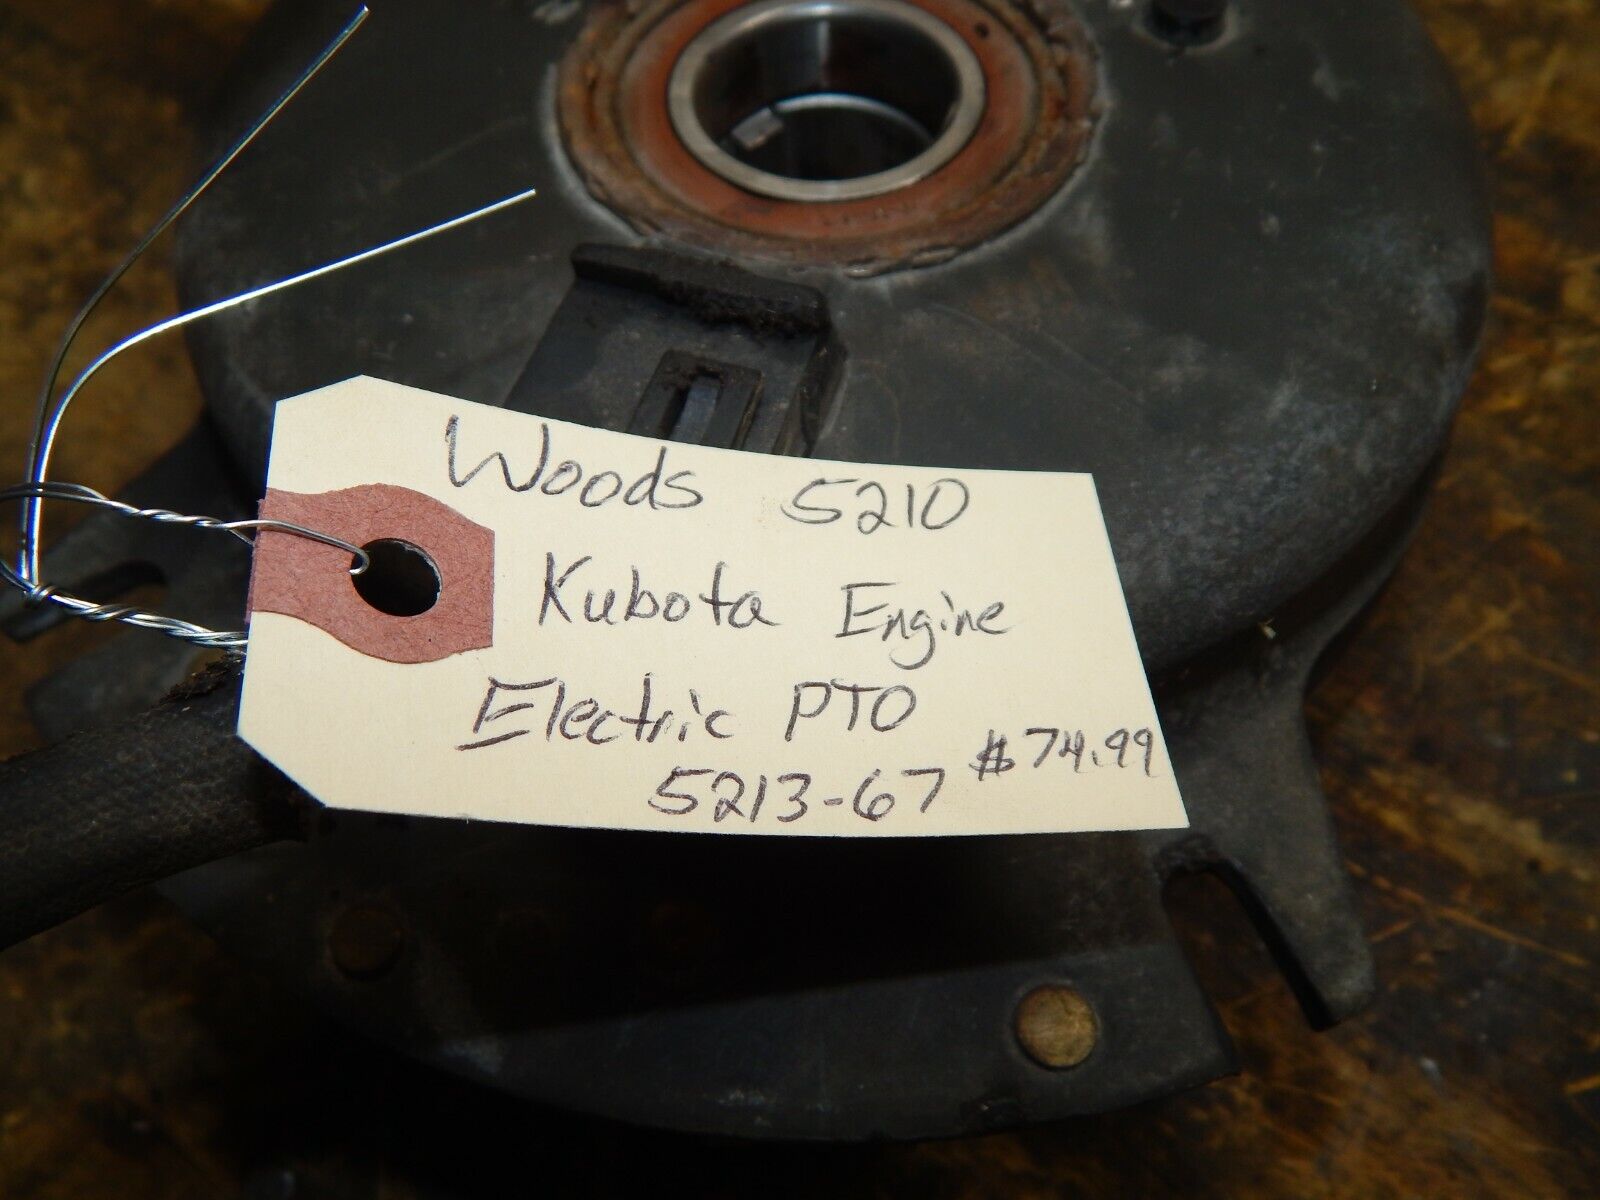 Woods 5210
Kubota Engine
Electric PTO
5213-67 $74.99